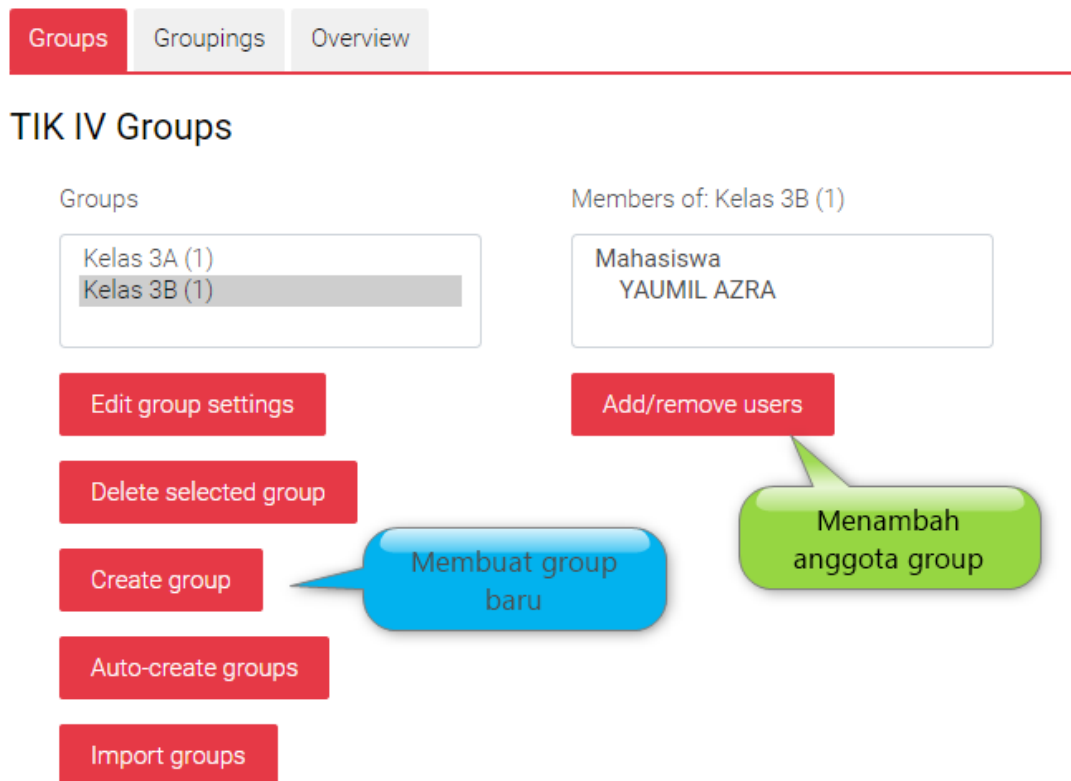 Groups Groupings Overview
TIK IV Groups
Groups
Kelas 3A (1)
Kelas 3B (1)
Members of: Kelas 3B (1)
Mahasiswa
YAUMIL AZRA
Edit group settings
Add/remove users
Delete selected group
Menambah
anggota group
Create group
Membuat group
baru
Auto-create groups
Import groups